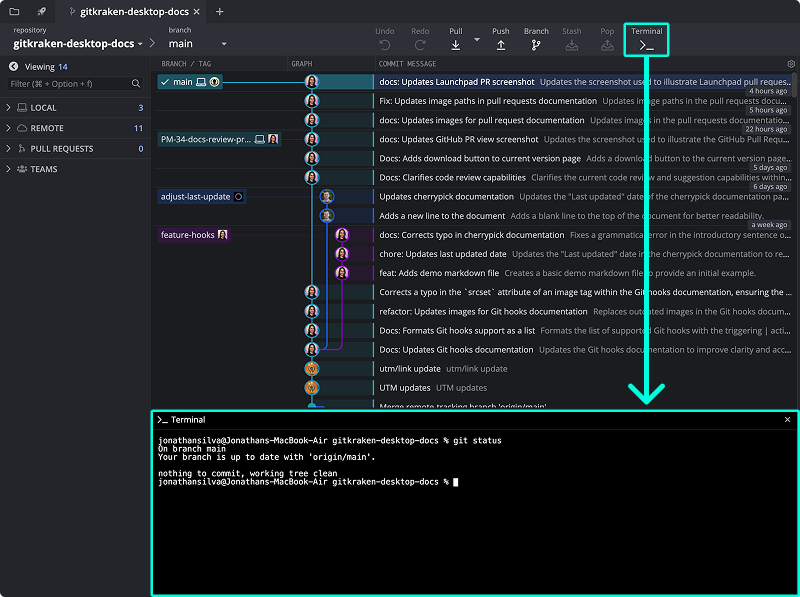 gitkraken-desktop-docs
repository
gitkraken-desktop-docs
branch
main
Undo
Redo
Pull
Push
Branch
Stash
Pop
Terminal
Viewing 14
Filter (⌘ + Option + f)
LOCAL 3
REMOTE 11
PULL REQUESTS 0
TEAMS
BRANCH / TAG GRAPH COMMIT MESSAGE
main docs: Updates Launchpad PR screenshot Updates the screenshot used to illustrate Launchpad pull reques...
4 hours ago
Fix: Updates image paths in pull requests documentation Updates image paths in the pull requests docu...
5 hours ago
docs: Updates images for pull request documentation Updates images in the pull requests documentatio...
22 hours ago
PM-34-docs-review-pr... docs: Updates GitHub PR view screenshot Updates the screenshot used to illustrate the GitHub Pull Requ...
Docs: Adds download button to current version page Adds a download button to the current version page...
5 days ago
Docs: Clarifies code review capabilities Clarifies the current code review and suggestion capabilities within...
6 days ago
adjust-last-update Updates cherrypick documentation Updates the "Last updated" date of the cherrypick documentation pa...
Adds a new line to the document Adds a blank line to the top of the document for better readability.
a week ago
feature-hooks docs: Corrects typo in cherrypick documentation Fixes a grammatical error in the introductory sentence o...
chore: Updates last updated date Updates the "Last updated" date in the cherrypick documentation to re...
feat: Adds demo markdown file Creates a basic demo markdown file to provide an initial example.
Corrects a typo in the `srcset` attribute of an image tag within the Git hooks documentation, ensuring the ...
refactor: Updates images for Git hooks documentation Replaces outdated images in the Git hooks docum...
Docs: Formats Git hooks support as a list Formats the list of supported Git hooks with the triggering | acti...
Docs: Updates Git hooks documentation Updates the Git hooks documentation to improve clarity and acc...
utm/link update utm/link update
UTM updates UTM updates
Merge remote-tracking branch 'origin/main'
>_ Terminal
jonathansilva@Jonathans-MacBook-Air gitkraken-desktop-docs % git status
On branch main
Your branch is up to date with 'origin/main'.
nothing to commit, working tree clean
jonathansilva@Jonathans-MacBook-Air gitkraken-desktop-docs %